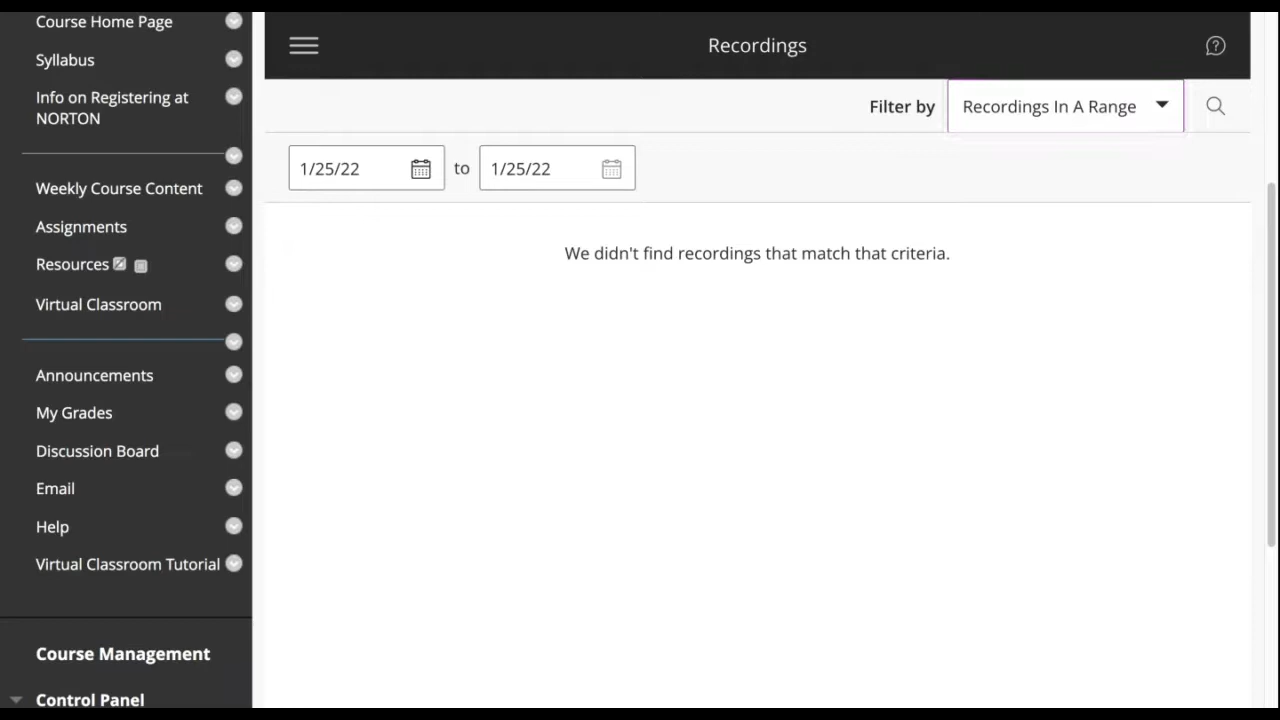 Course Home Page
Syllabus
Info on Registering at
NORTON
Weekly Course Content
Assignments
Resources
Virtual Classroom
Announcements
My Grades
Discussion Board
Email
Help
Virtual Classroom Tutorial
Course Management
Control Panel
Recordings
Filter by Recordings In A Range
1/25/22 to 1/25/22
We didn't find recordings that match that criteria.